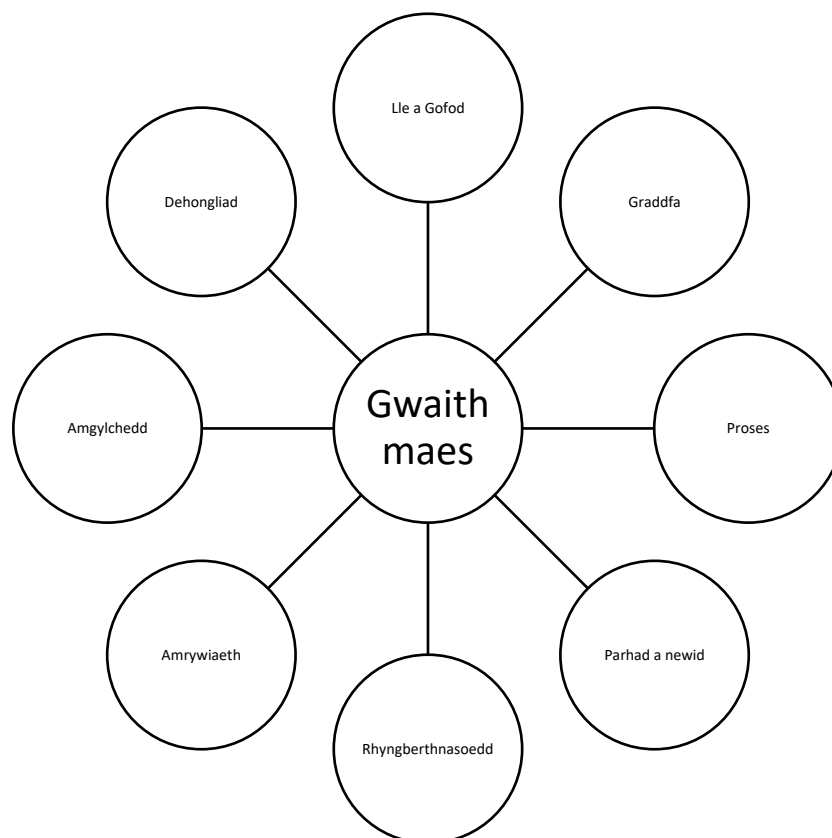 Lle a Gofod
Dehongliad
Graddfa
Amgylchedd
Gwaith
maes
Proses
Amrywiaeth
Parhad a newid
Rhyngberthnasoedd